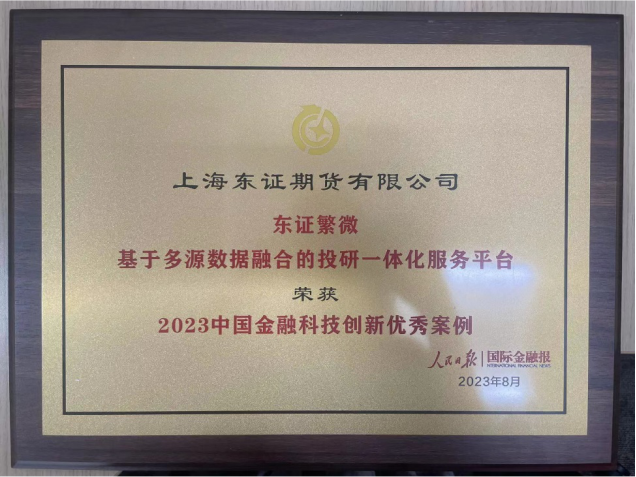 上海东证期货有限公司
东证繁微
基于多源数据融合的投研一体化服务平台
荣获
2023中国金融科技创新优秀案例
人民日报 国际金融报
INTERNATIONAL FINANCIAL NEWS
2023年8月